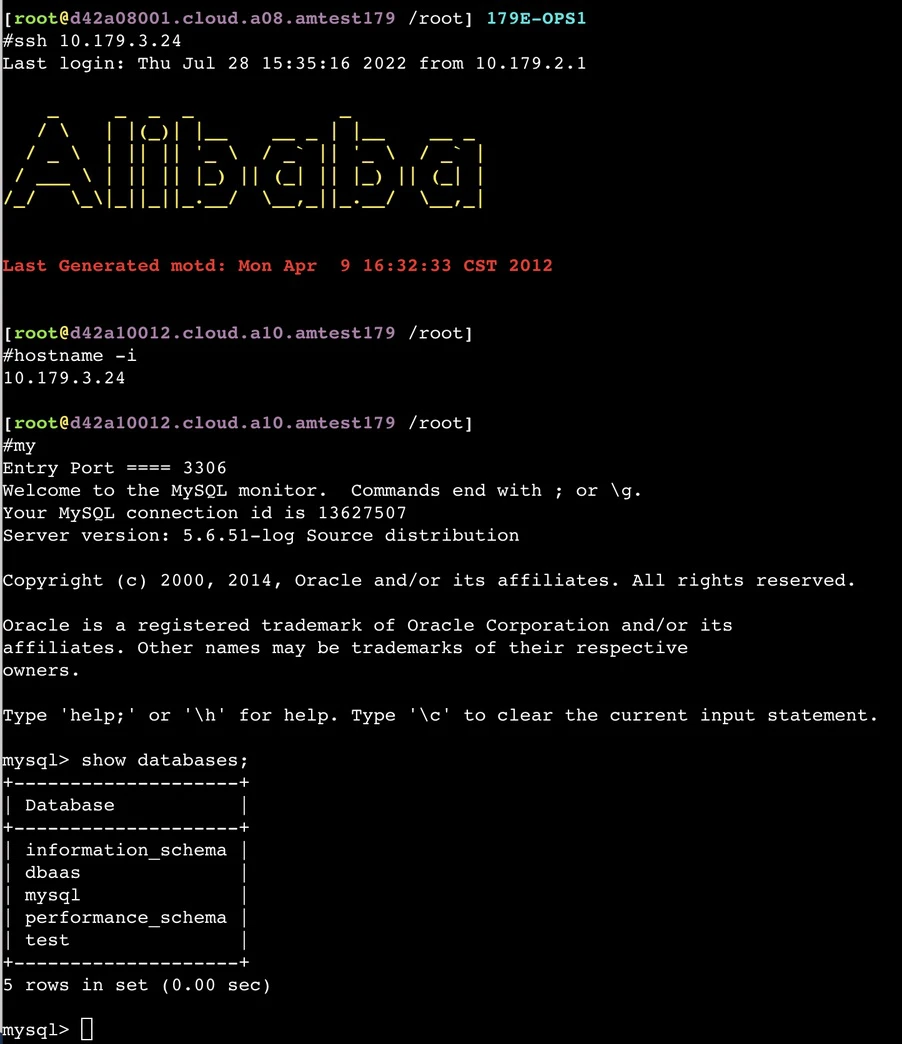 [root@d42a08001.cloud.a08.amtest179 /root] 179E-OPS1
#ssh 10.179.3.24
Last login: Thu Jul 28 15:35:16 2022 from 10.179.2.1
Alibaba
Last Generated motd: Mon Apr  9 16:32:33 CST 2012
[root@d42a10012.cloud.a10.amtest179 /root]
#hostname -i
10.179.3.24
[root@d42a10012.cloud.a10.amtest179 /root]
#my
Entry Port ==== 3306
Welcome to the MySQL monitor.  Commands end with ; or \g.
Your MySQL connection id is 13627507
Server version: 5.6.51-log Source distribution
Copyright (c) 2000, 2014, Oracle and/or its affiliates. All rights reserved.
Oracle is a registered trademark of Oracle Corporation and/or its
affiliates. Other names may be trademarks of their respective
owners.
Type 'help;' or '\h' for help. Type '\c' to clear the current input statement.
mysql> show databases;
+--------------------+
| Database           |
+--------------------+
| information_schema |
| dbaas              |
| mysql              |
| performance_schema |
| test               |
+--------------------+
5 rows in set (0.00 sec)
mysql>